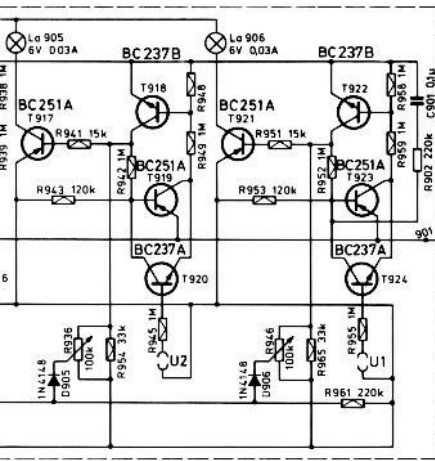 La 905
6V 0.03A
La 906
6V 0,03A
BC237B
BC237B
R938 1M
T918
R948
T922
R958 1M
C901 0,1µ
BC251A
T917
BC251A
T921
R939 1M
R941 15k
R949 1M
R951 15k
R959 1M
R902 220k
R942 1M
BC251A
T919
R952 1M
BC251A
T923
R943 120k
R953 120k
901
BC237A
T920
BC237A
T924
6
R945 1M
R955 1M
R936
100k
R954 33k
U2
R946
100k
R965 33k
U1
1N4148
D905
1N4148
D906
R961 220k